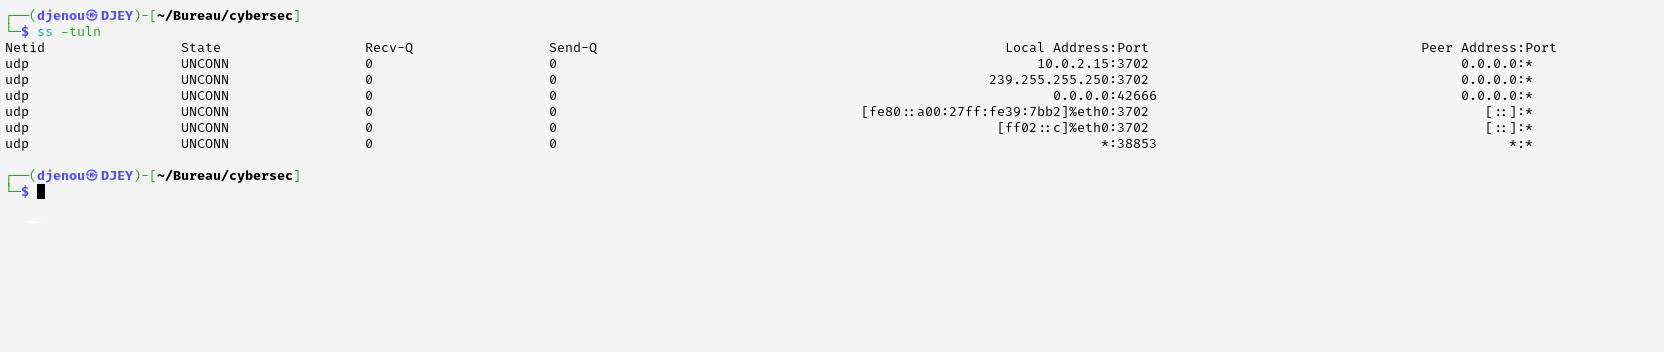 ┌──(djenou㉿DJEY)-[~/Bureau/cybersec]
└─$ ss -tuln
Netid State Recv-Q Send-Q Local Address:Port Peer Address:Port
udp UNCONN 0 0 10.0.2.15:3702 0.0.0.0:*
udp UNCONN 0 0 239.255.255.250:3702 0.0.0.0:*
udp UNCONN 0 0 0.0.0.0:42666 0.0.0.0:*
udp UNCONN 0 0 [fe80::a00:27ff:fe39:7bb2]%eth0:3702 [::]:*
udp UNCONN 0 0 [ff02::c]%eth0:3702 [::]:*
udp UNCONN 0 0 *:38853 *:*
┌──(djenou㉿DJEY)-[~/Bureau/cybersec]
└─$